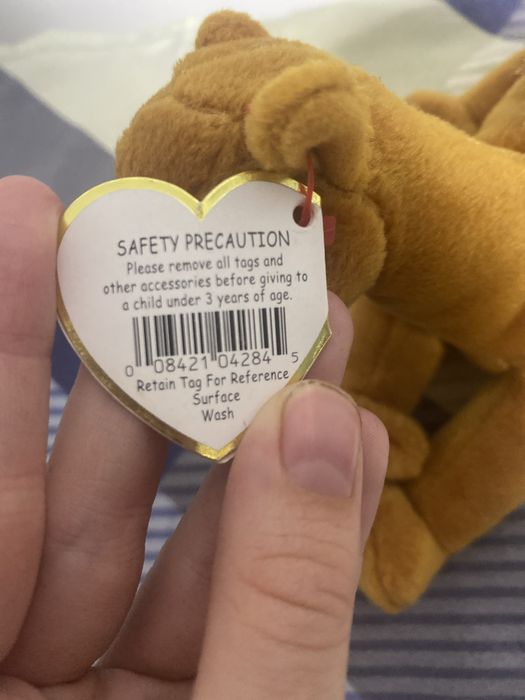 SAFETY PRECAUTION
Please remove all tags and
other accessories before giving to
a child under 3 years of age.
0 08421 04284 5
Retain Tag For Reference
Surface
Wash